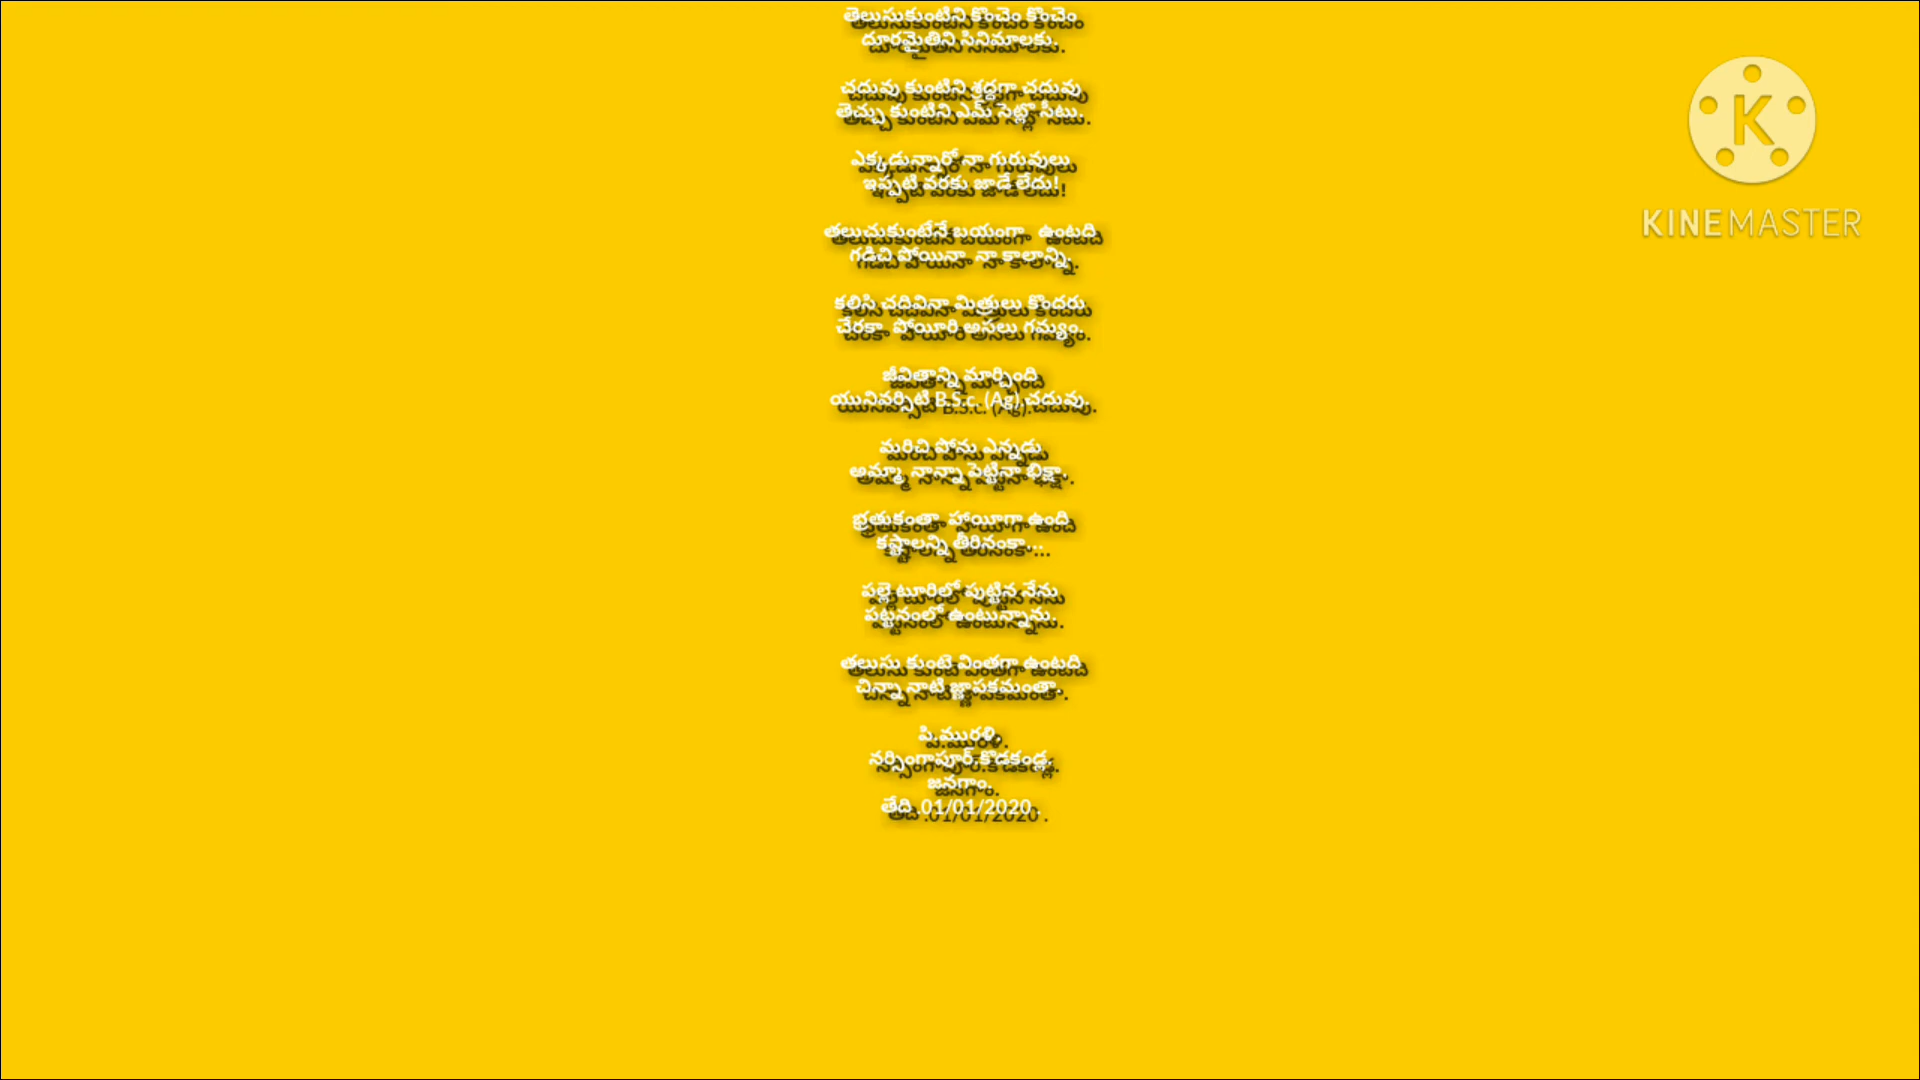 తెలుసుకుంటిని కొంచెం కొంచెం
దూరమైతిని సినిమాలకు.
చదువు కుంటిని శ్రద్దగా చదువు
తెచ్చు కుంటిని ఎమ్ సెట్లొ సీటు.
ఎక్కడున్నారో నా గురువులు
ఇప్పటి వరకు జాడే లేదు!
తలుచుకుంటేనే బయంగా ఉంటది
గడిచి పోయినా నా కాలాన్ని.
కలిసి చదివినా మిత్రులు కొందరు
చేరకా పోయీరి అసలు గమ్యం.
జీవితాన్ని మార్చింది
యునివర్సిటి B.S.c. (Ag).చదువు.
మరిచి పోను ఎన్నడు
అమ్మా నాన్నా పెట్టినా భిక్షా.
బ్రతుకంతా హాయీగా ఉంది
కష్టాలన్ని తీరినంకా...
పల్లె టూరిలో పుట్టిన నేను
పట్టనంలో ఉంటున్నాను.
తలుసు కుంటె వింతగా ఉంటది
చిన్నా నాటి జ్ఞాపకమంతా.
పి.మురళి.
నర్సింగాపూర్.కొడకండ్ల.
జనగాం.
తేది .01/01/2020 .
KINEMASTER